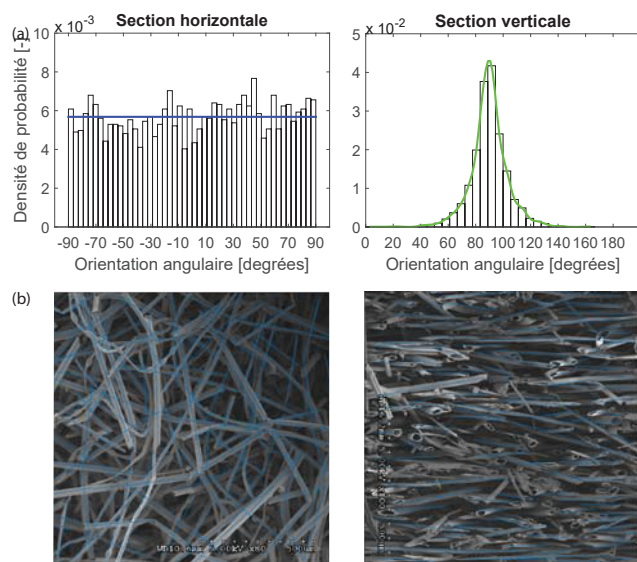 Section horizontale
Section verticale
(a)
x 10⁻³
x 10⁻²
Densité de probabilité [-]
10
8
6
4
2
0
-90 -70 -50 -30 -10 10 30 50 70 90
Orientation angulaire [degrées]
5
4
3
2
1
0
0 20 40 60 80 100 120 140 160 180
Orientation angulaire [degrées]
(b)
500um